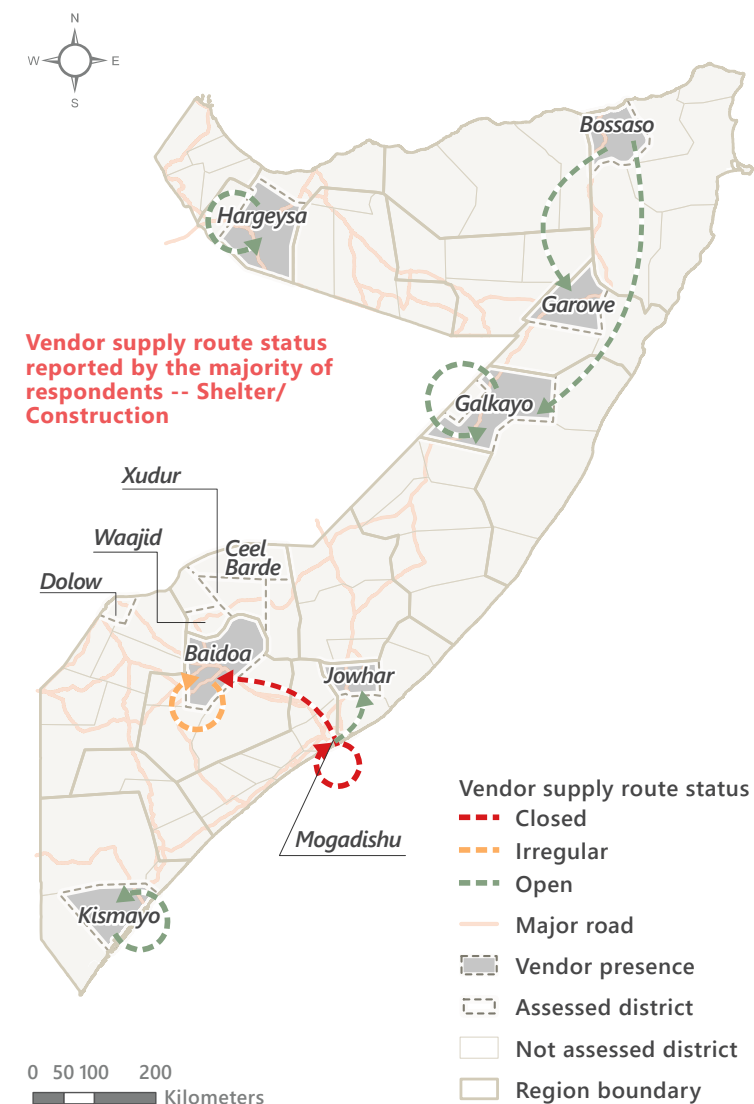 N
W
E
S
Bossaso
Hargeysa
Garowe
Vendor supply route status
reported by the majority of
respondents -- Shelter/
Construction
Galkayo
Xudur
Waajid
Ceel
Barde
Dolow
Baidoa
Jowhar
Mogadishu
Kismayo
Vendor supply route status
Closed
Irregular
Open
Major road
Vendor presence
Assessed district
Not assessed district
Region boundary
0 50 100 200
Kilometers